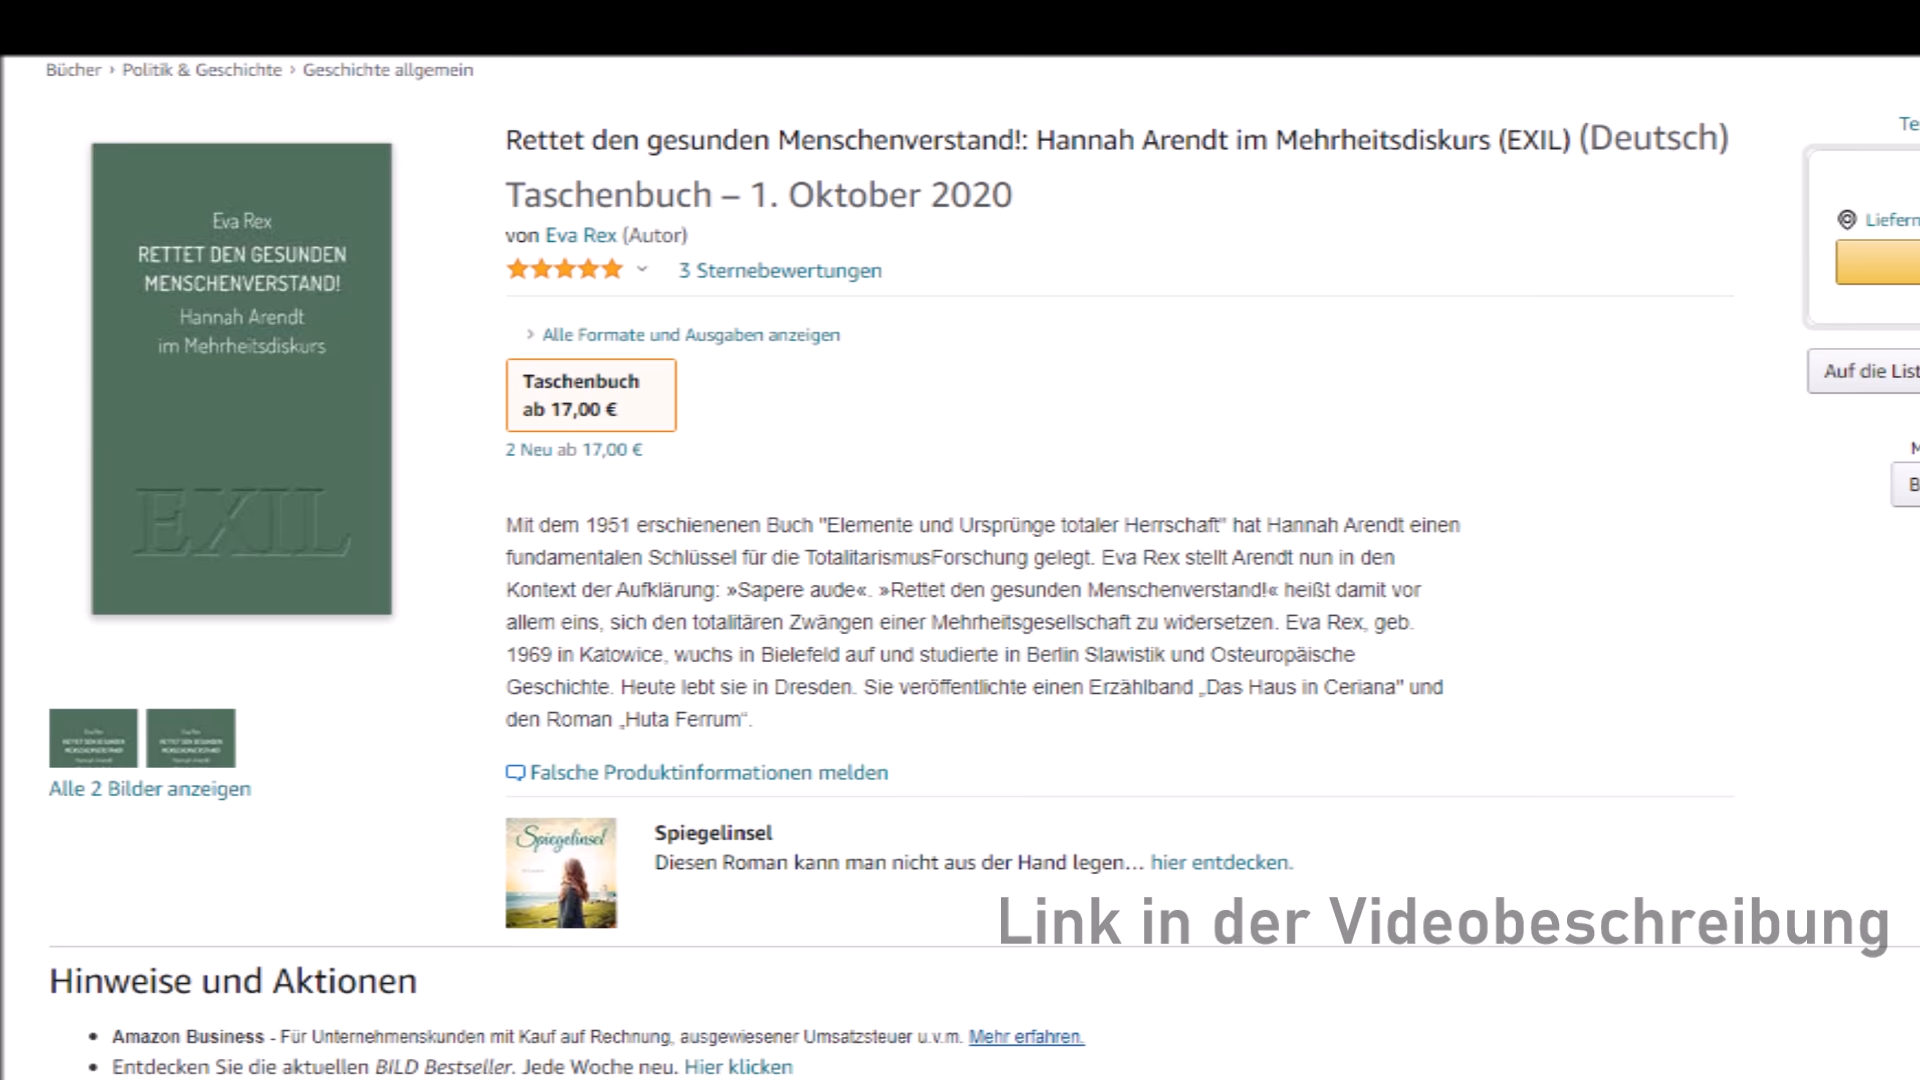 Bücher › Politik & Geschichte › Geschichte allgemein
Rettet den gesunden Menschenverstand!: Hannah Arendt im Mehrheitsdiskurs (EXIL) (Deutsch)
Taschenbuch – 1. Oktober 2020
von Eva Rex (Autor)
3 Sternebewertungen
› Alle Formate und Ausgaben anzeigen
Taschenbuch
ab 17,00 €
2 Neu ab 17,00 €
Mit dem 1951 erschienenen Buch "Elemente und Ursprünge totaler Herrschaft" hat Hannah Arendt einen
fundamentalen Schlüssel für die TotalitarismusForschung gelegt. Eva Rex stellt Arendt nun in den
Kontext der Aufklärung: »Sapere aude«. »Rettet den gesunden Menschenverstand!« heißt damit vor
allem eins, sich den totalitären Zwängen einer Mehrheitsgesellschaft zu widersetzen. Eva Rex, geb.
1969 in Katowice, wuchs in Bielefeld auf und studierte in Berlin Slawistik und Osteuropäische
Geschichte. Heute lebt sie in Dresden. Sie veröffentlichte einen Erzählband „Das Haus in Ceriana" und
den Roman „Huta Ferrum“.
Falsche Produktinformationen melden
Eva Rex
RETTET DEN GESUNDEN
MENSCHENVERSTAND!
Hannah Arendt
im Mehrheitsdiskurs
EXIL
Alle 2 Bilder anzeigen
Te
Liefern
Auf die List
M
B
Spiegelinsel
Spiegelinsel
Diesen Roman kann man nicht aus der Hand legen... hier entdecken.
Link in der Videobeschreibung
Hinweise und Aktionen
• Amazon Business - Für Unternehmenskunden mit Kauf auf Rechnung, ausgewiesener Umsatzsteuer u.v.m. Mehr erfahren.
• Entdecken Sie die aktuellen BILD Bestseller. Jede Woche neu. Hier klicken